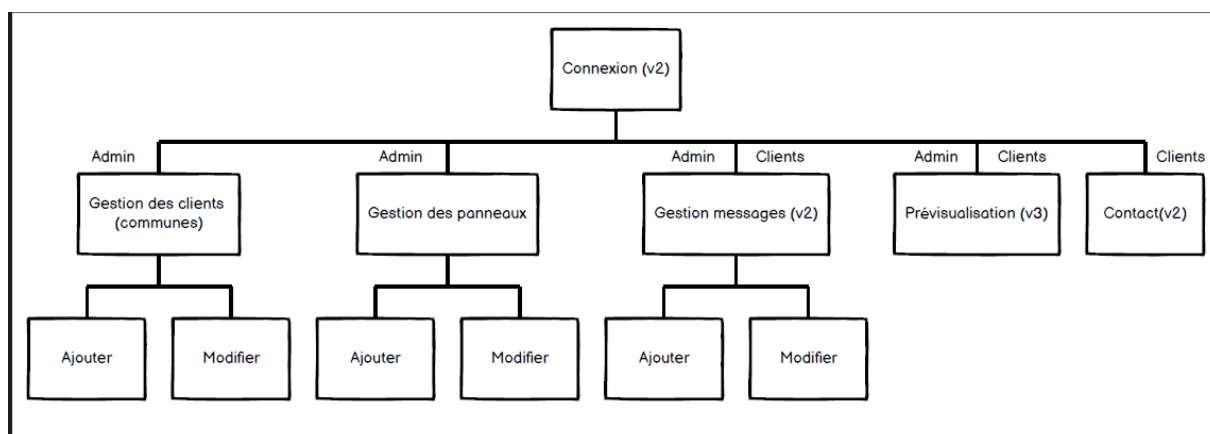 Connexion (v2)
Admin
Admin
Admin
Clients
Admin
Clients
Clients
Gestion des clients
(communes)
Gestion des panneaux
Gestion messages (v2)
Prévisualisation (v3)
Contact(v2)
Ajouter
Modifier
Ajouter
Modifier
Ajouter
Modifier